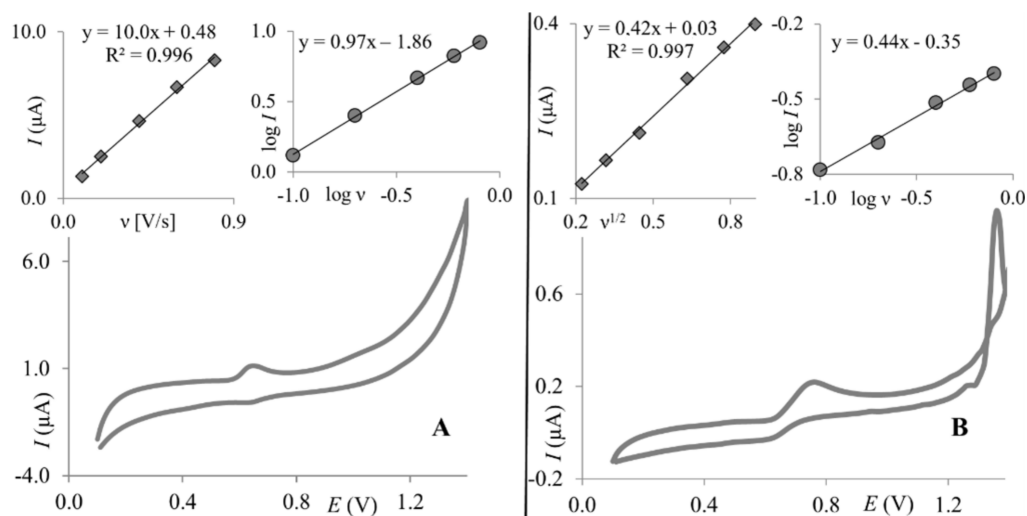 10.0
I (µA)
0.0
0.0
ν [V/s]
0.9
y = 10.0x + 0.48
R² = 0.996
1.0
0.5
0.0
log I
y = 0.97x – 1.86
-1.0
log ν
-0.5
0.0
6.0
1.0
-4.0
I (µA)
0.0
0.4
0.8
E (V)
1.2
A
0.4
I (µA)
0.1
0.2
ν1/2
0.5
0.8
y = 0.42x + 0.03
R² = 0.997
-0.2
-0.5
-0.8
log I
y = 0.44x - 0.35
-1.0
log ν
-0.5
0.0
0.6
0.2
-0.2
I (µA)
0.0
0.4
0.8
E (V)
1.2
B